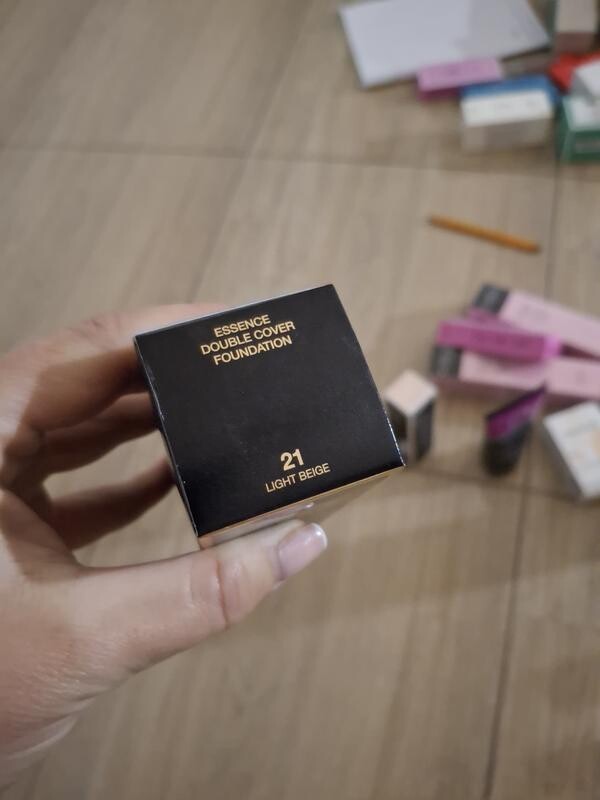 ESSENCE
DOUBLE COVER
FOUNDATION
21
LIGHT BEIGE